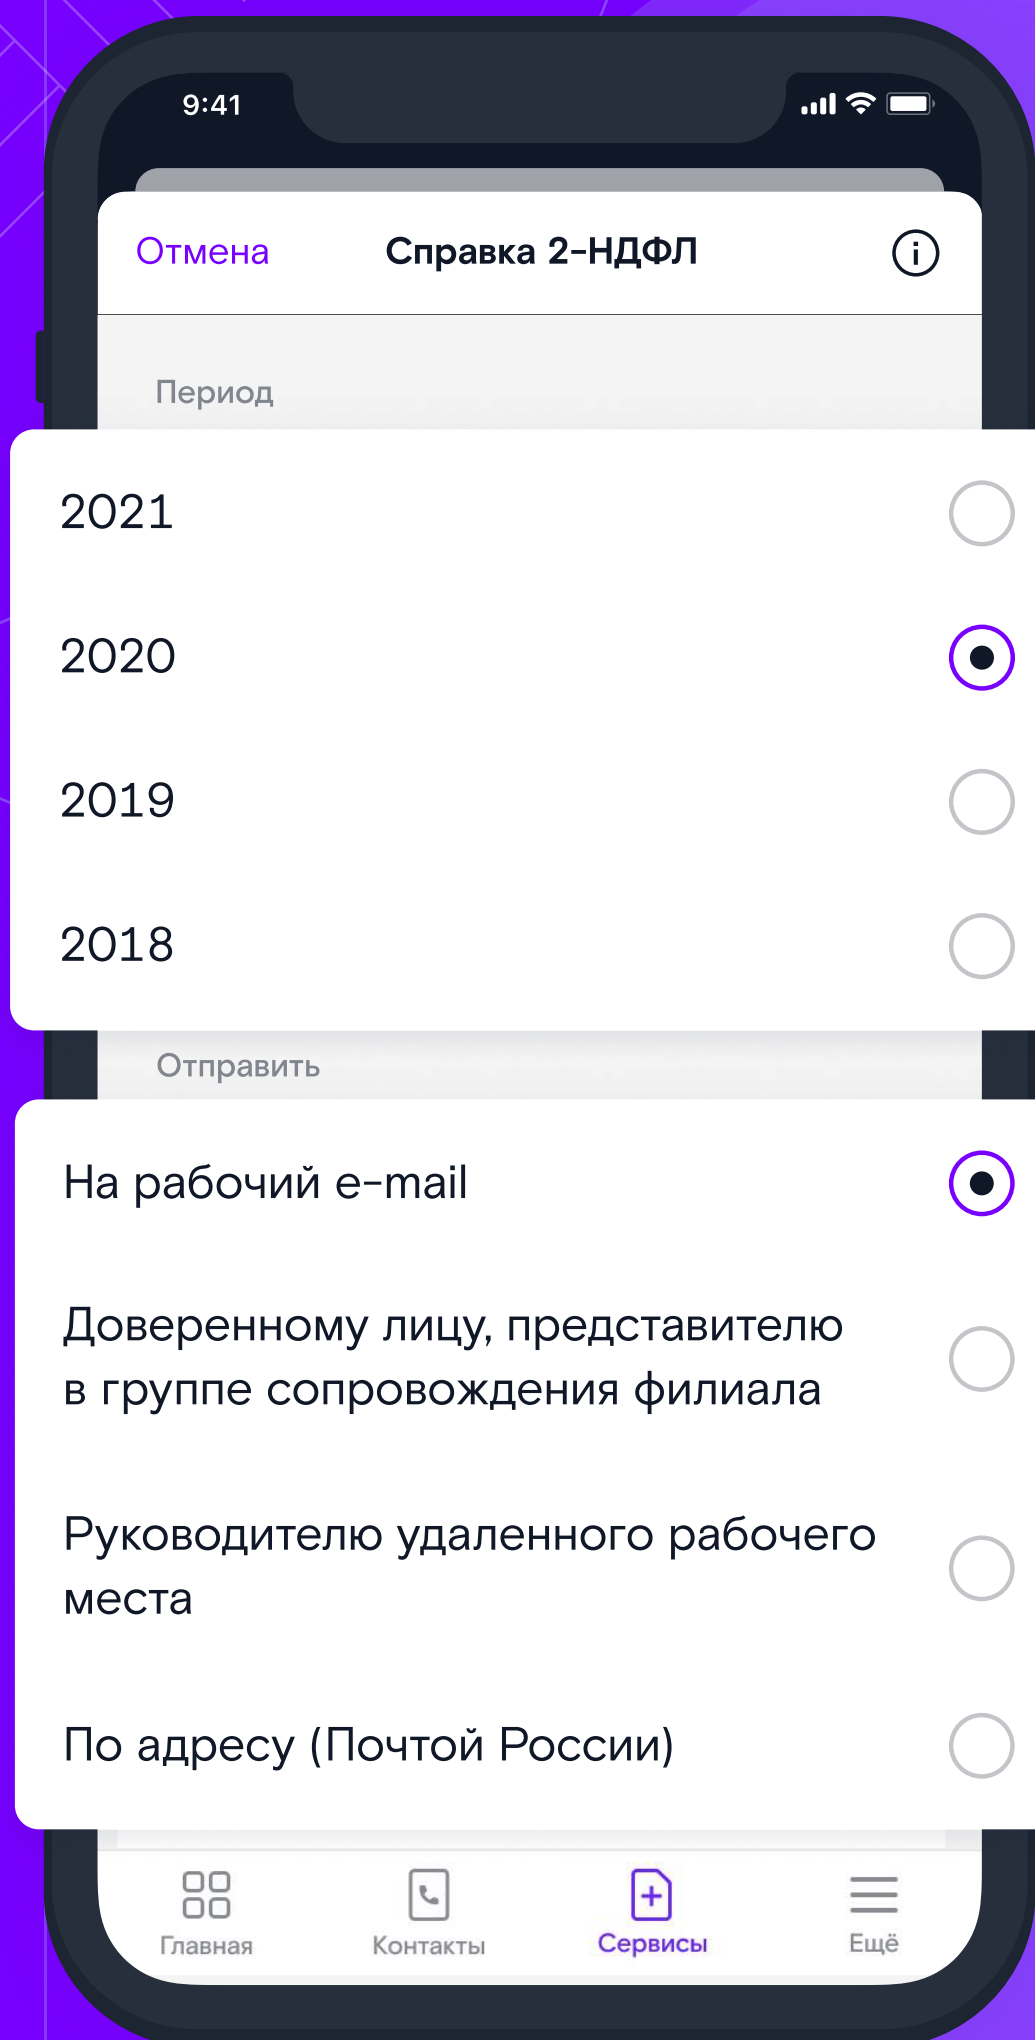 9:41
Отмена
Справка 2-НДФЛ
Период
2021
2020
2019
2018
Отправить
На рабочий e-mail
Доверенному лицу, представителю
в группе сопровождения филиала
Руководителю удаленного рабочего
места
По адресу (Почтой России)
Главная
Контакты
Сервисы
Ещё